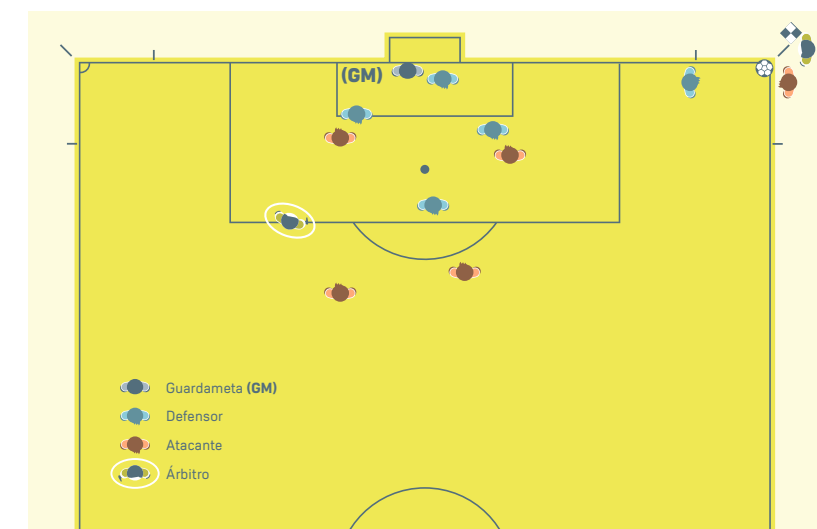 (GM)
Guardameta (GM)
Defensor
Atacante
Árbitro